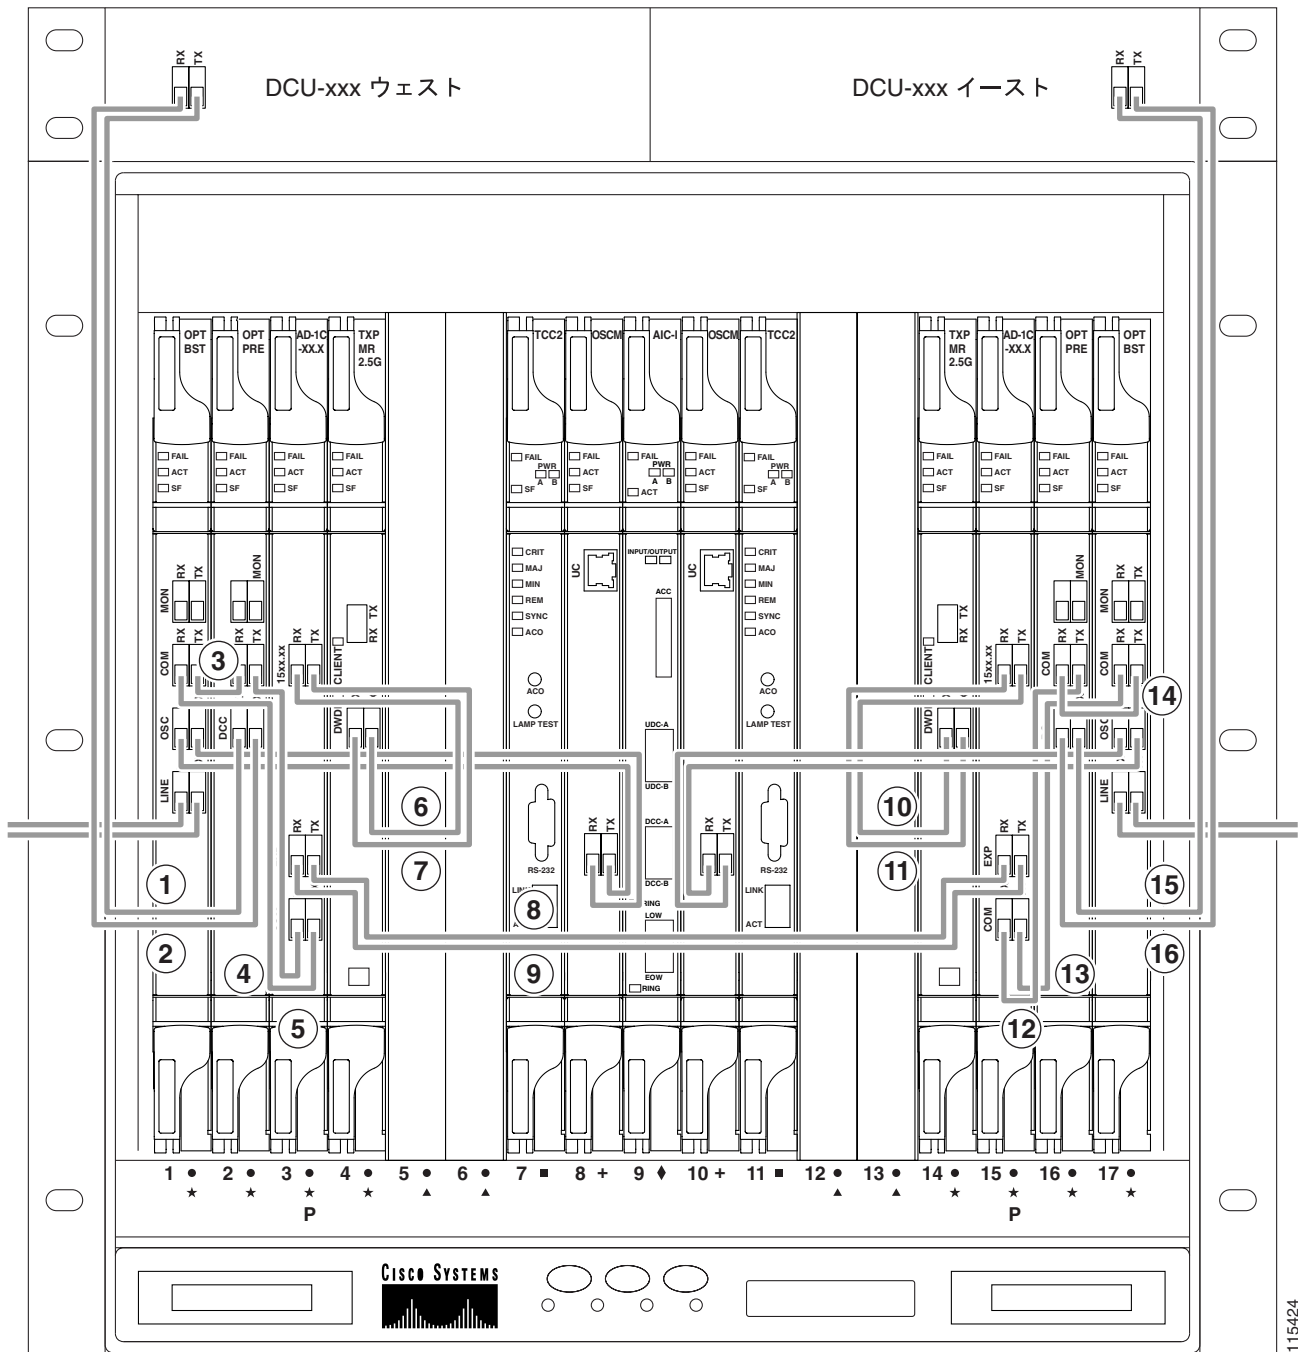 RX TX
DCU-xxx ウェスト
DCU-xxx イースト
RX TX
OPT BST
OPT PRE
AD-1C -XX.X
TXP MR 2.5G
TCC2
OSCM
AIC-I
OSCM
TCC2
TXP MR 2.5G
AD-1C -XX.X
OPT PRE
OPT BST
FAIL ACT SF
FAIL ACT SF
FAIL ACT SF
FAIL ACT SF
FAIL PWR A B SF
FAIL ACT SF
FAIL PWR A B ACT
FAIL ACT SF
FAIL PWR A B SF
FAIL ACT SF
FAIL ACT SF
FAIL ACT SF
FAIL ACT SF
MON RX TX
COM RX TX
OSC
LINE
MON
DCC
15xx.xx RX TX
RX TX
CLIENT
RX TX
CRIT
MAJ
MIN
REM
SYNC
ACO
ACO
LAMP TEST
RS-232
UC
RX TX
INPUT/OUTPUT
ACC
UDC-A
UDC-B
DCC-A
DCC-B
RING
LOW
EOW
RING
UC
RX TX
CRIT
MAJ
MIN
REM
SYNC
ACO
ACO
LAMP TEST
RS-232
LINK
ACT
CLIENT
RX TX
15xx.xx RX TX
EXP RX TX
COM
MON
COM
MON RX TX
COM RX TX
LINE
1
2
3
4
5
6
7
8
9
10
11
12
13
14
15
16
1 ● ★
2 ● ★
3 ● ★ P
4 ● ★
5 ● ▲
6 ● ▲
7 ■
8 +
9 ♦
10 +
11 ■
12 ● ▲
13 ● ▲
14 ● ★
15 ● ★ P
16 ● ★
17 ● ★
CISCO SYSTEMS
115424